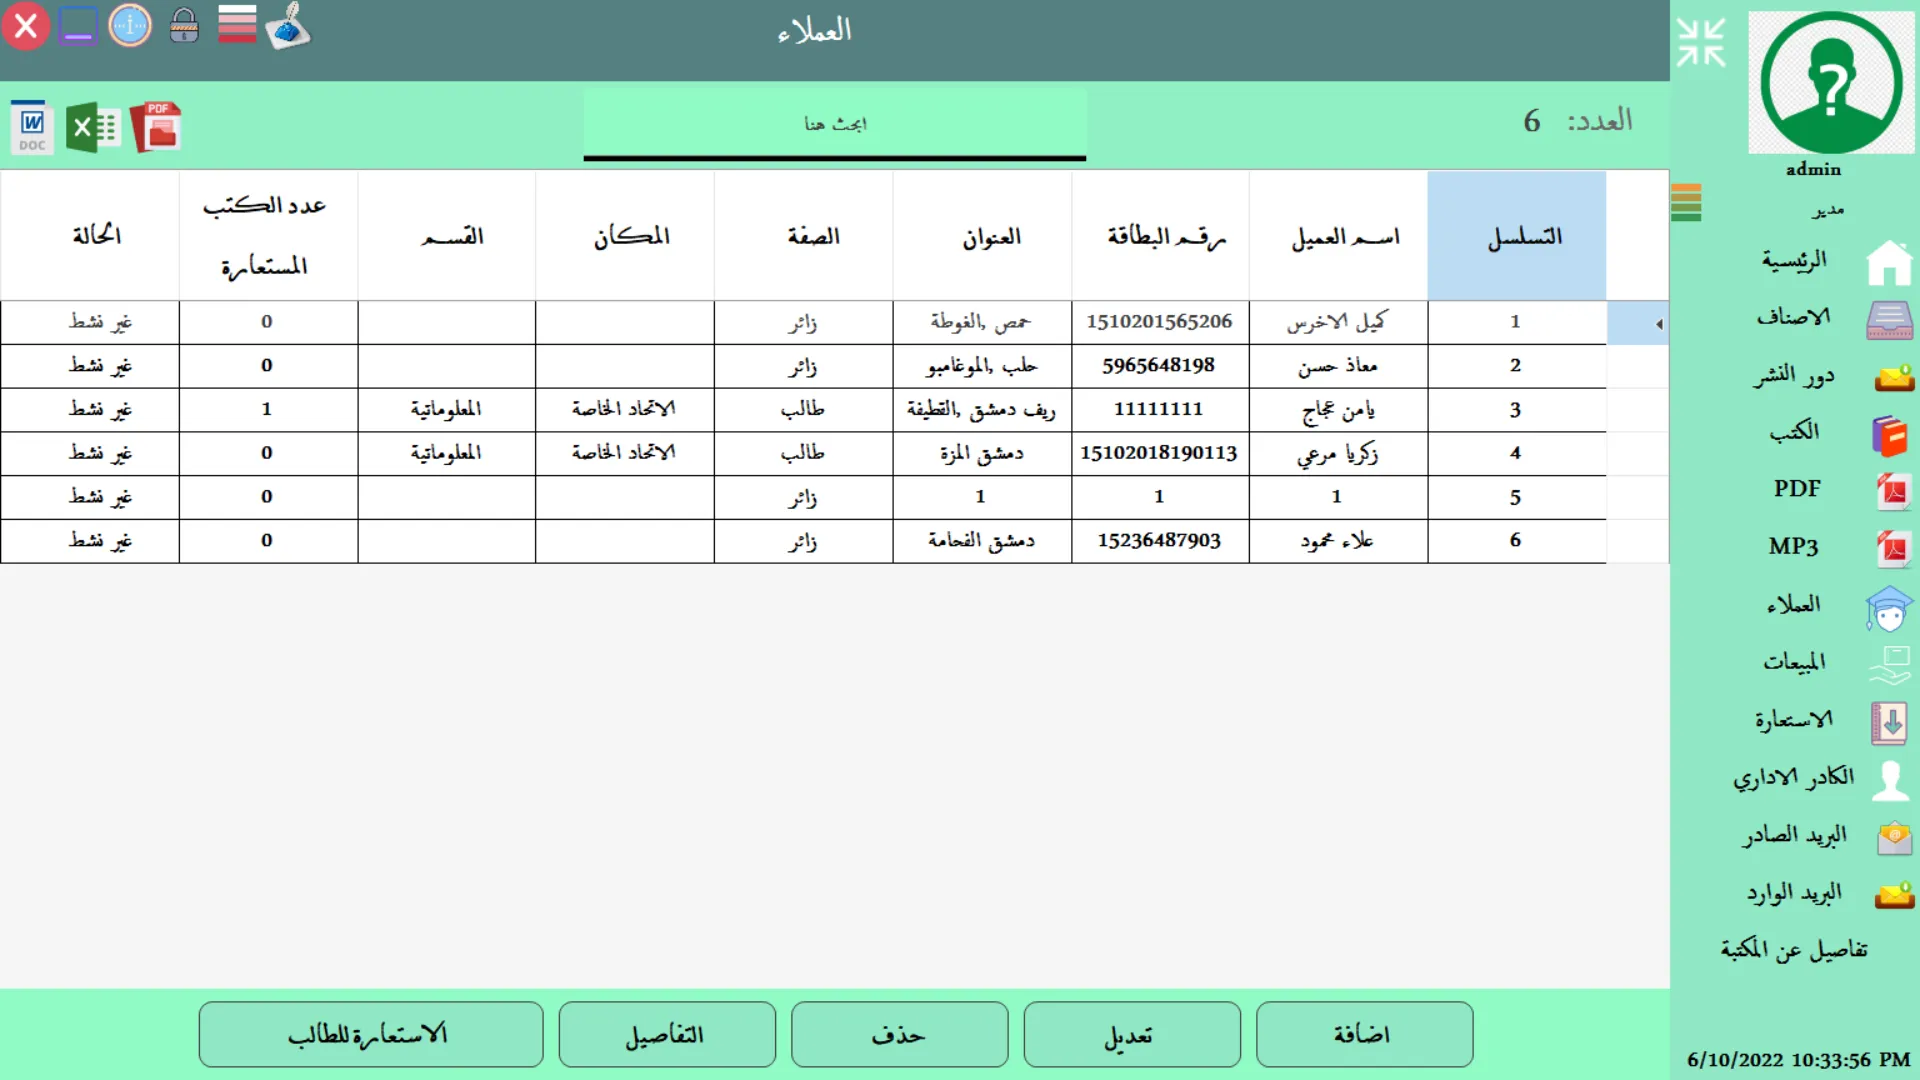 العملاء
DOC
PDF
ابحث هنا
العدد: 6
admin
مدير
الرئيسية
الاصناف
دور النشر
الكتب
PDF
MP3
العملاء
المبيعات
الاستعارة
الكادر الاداري
البريد الصادر
البريد الوارد
تفاصيل عن المكتبة
6/10/2022 10:33:56 PM
التسلسل اسم العميل رقم البطاقة العنوان الصفة المكان القسم عدد الكتب المستعارة الحالة
1 كميل الاخرس 1510201565206 حمص ,الغوطة زائر 0 غير نشط
2 معاذ حسن 5965648198 حلب ,الموغامبو زائر 0 غير نشط
3 يامن عجاج 11111111 ريف دمشق ,القطيفة طالب الاتحاد الخاصة المعلوماتية 1 غير نشط
4 زكريا مرعي 15102018190113 دمشق المزة طالب الاتحاد الخاصة المعلوماتية 0 غير نشط
5 1 1 1 زائر 0 غير نشط
6 علاء محمود 15236487903 دمشق الفحامة زائر 0 غير نشط
اضافة
تعديل
حذف
التفاصيل
الاستعارة للطالب